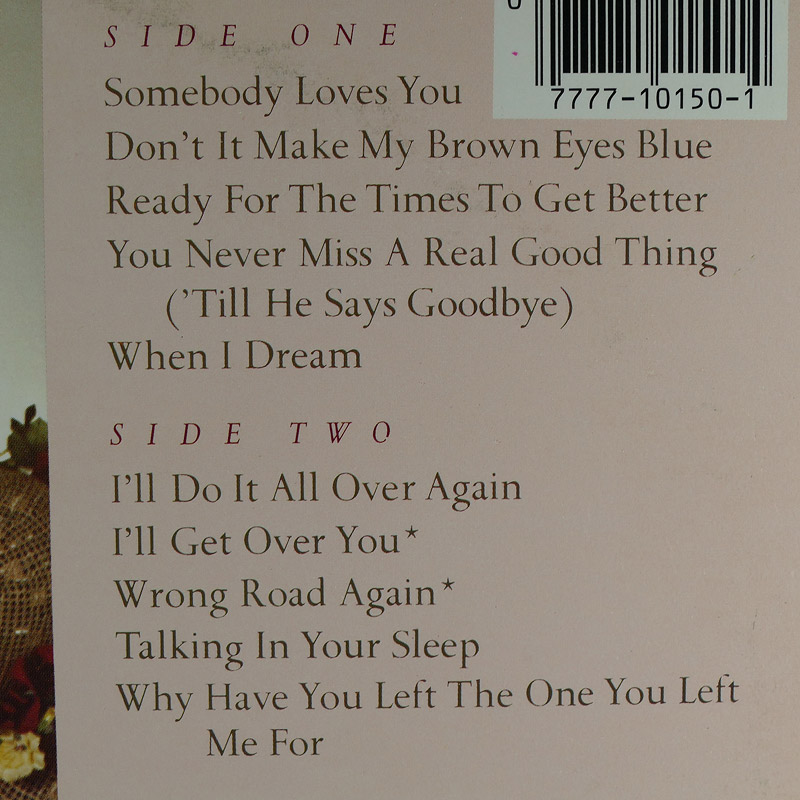 SIDE ONE
0
7777-10150-1
Somebody Loves You
Don't It Make My Brown Eyes Blue
Ready For The Times To Get Better
You Never Miss A Real Good Thing
('Till He Says Goodbye)
When I Dream
SIDE TWO
I'll Do It All Over Again
I'll Get Over You*
Wrong Road Again*
Talking In Your Sleep
Why Have You Left The One You Left
Me For